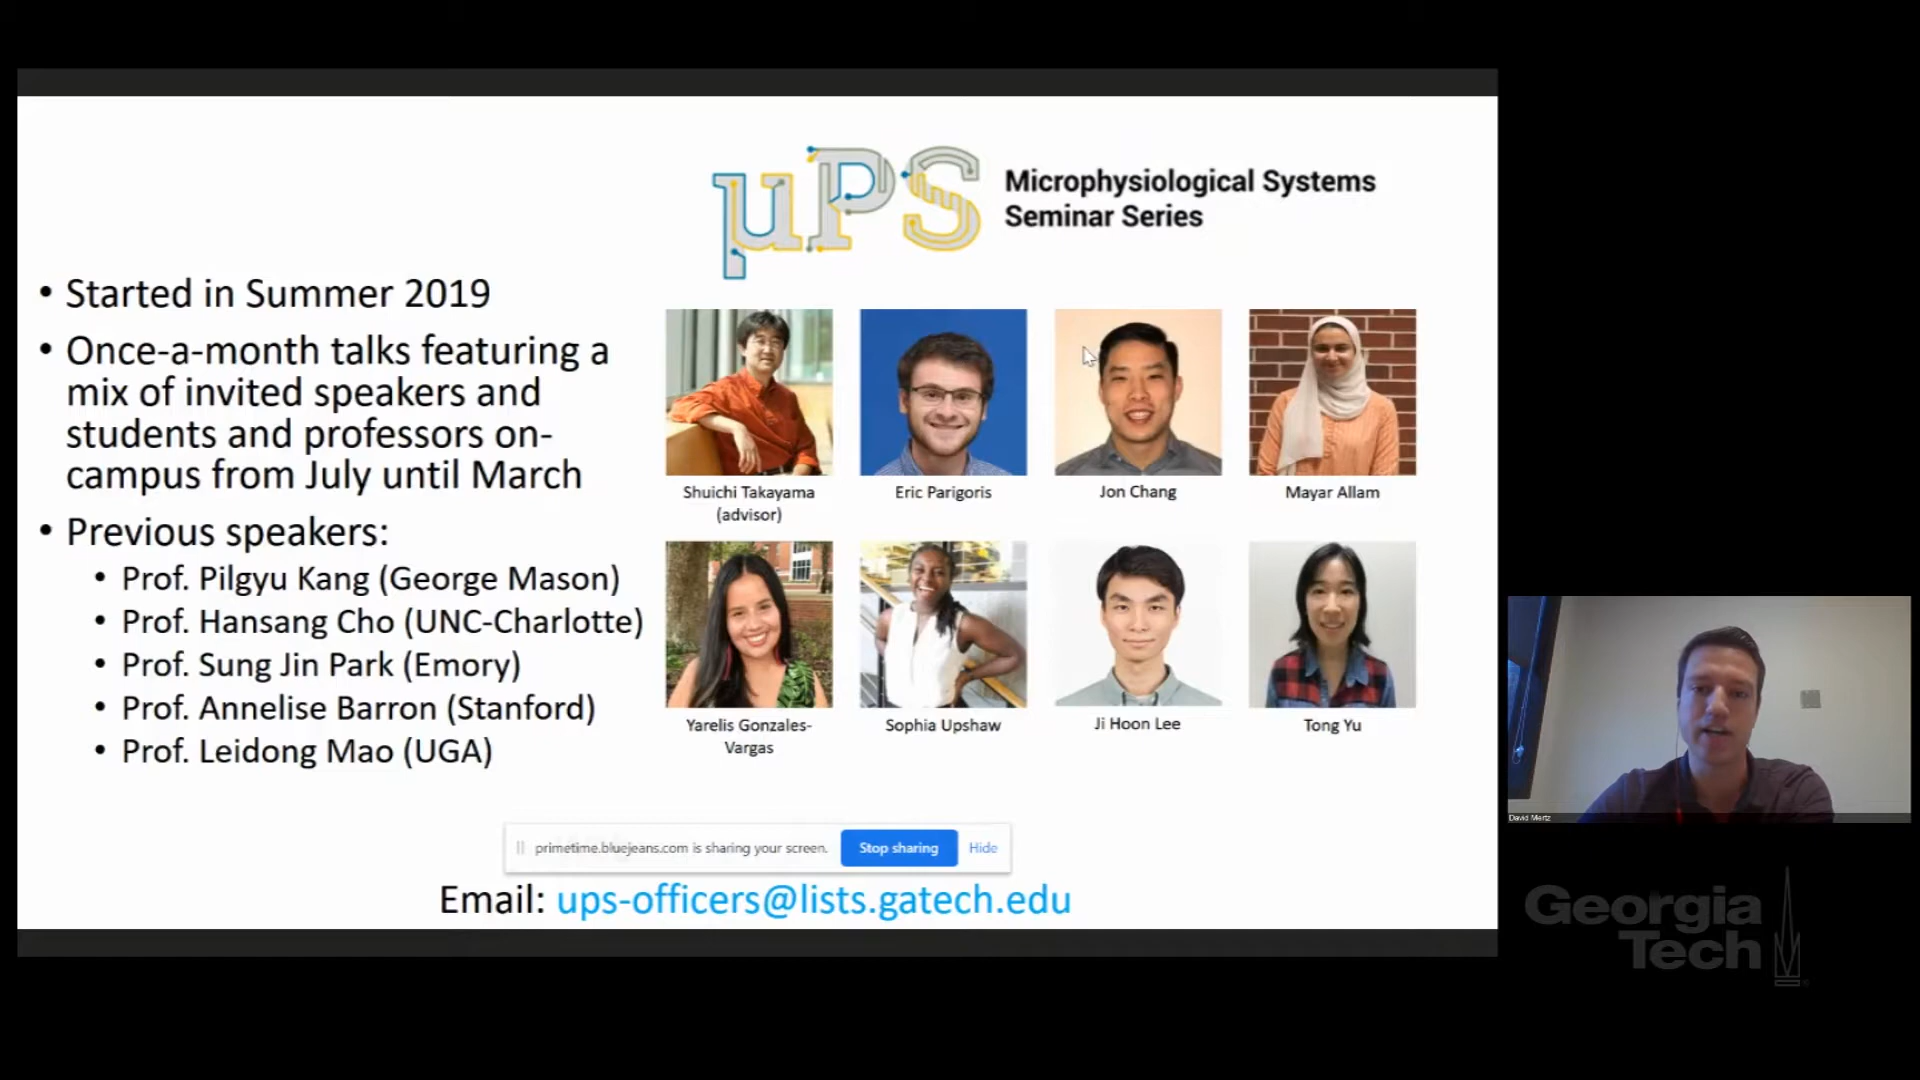 µPS
Microphysiological Systems
Seminar Series
• Started in Summer 2019
• Once-a-month talks featuring a
mix of invited speakers and
students and professors on-
campus from July until March
• Previous speakers:
• Prof. Pilgyu Kang (George Mason)
• Prof. Hansang Cho (UNC-Charlotte)
• Prof. Sung Jin Park (Emory)
• Prof. Annelise Barron (Stanford)
• Prof. Leidong Mao (UGA)
Shuichi Takayama
(advisor)
Eric Parigoris
Jon Chang
Mayar Allam
Yarelis Gonzales-
Vargas
Sophia Upshaw
Ji Hoon Lee
Tong Yu
primetime.bluejeans.com is sharing your screen.
Stop sharing
Hide
Email: ups-officers@lists.gatech.edu
David Mertz
Georgia
Tech